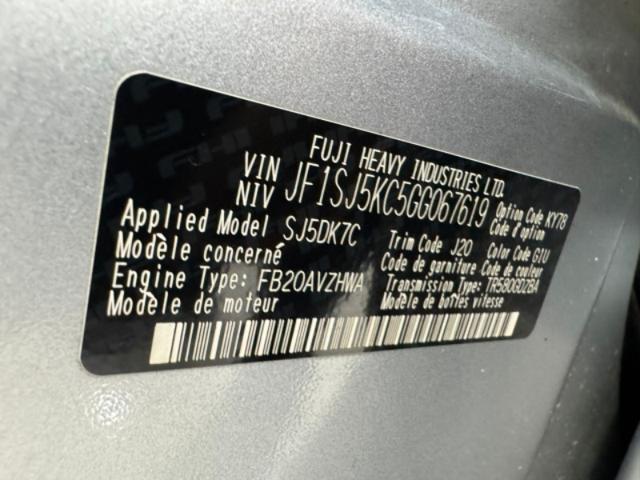 FUJI HEAVY INDUSTRIES LTD.
VIN
NIV JF1SJ5KC5GG067619
Option Code KY78
Code d'option
Applied Model SJ5DK7C
Modèle concerné
Trim Code J20 Color Code G1U
Code de garniture Code de couleur
Engine Type: FB20AVZHWA
Modèle de moteur
Transmission Type: TR580GDZBA
Modèle de boîtes vitesse